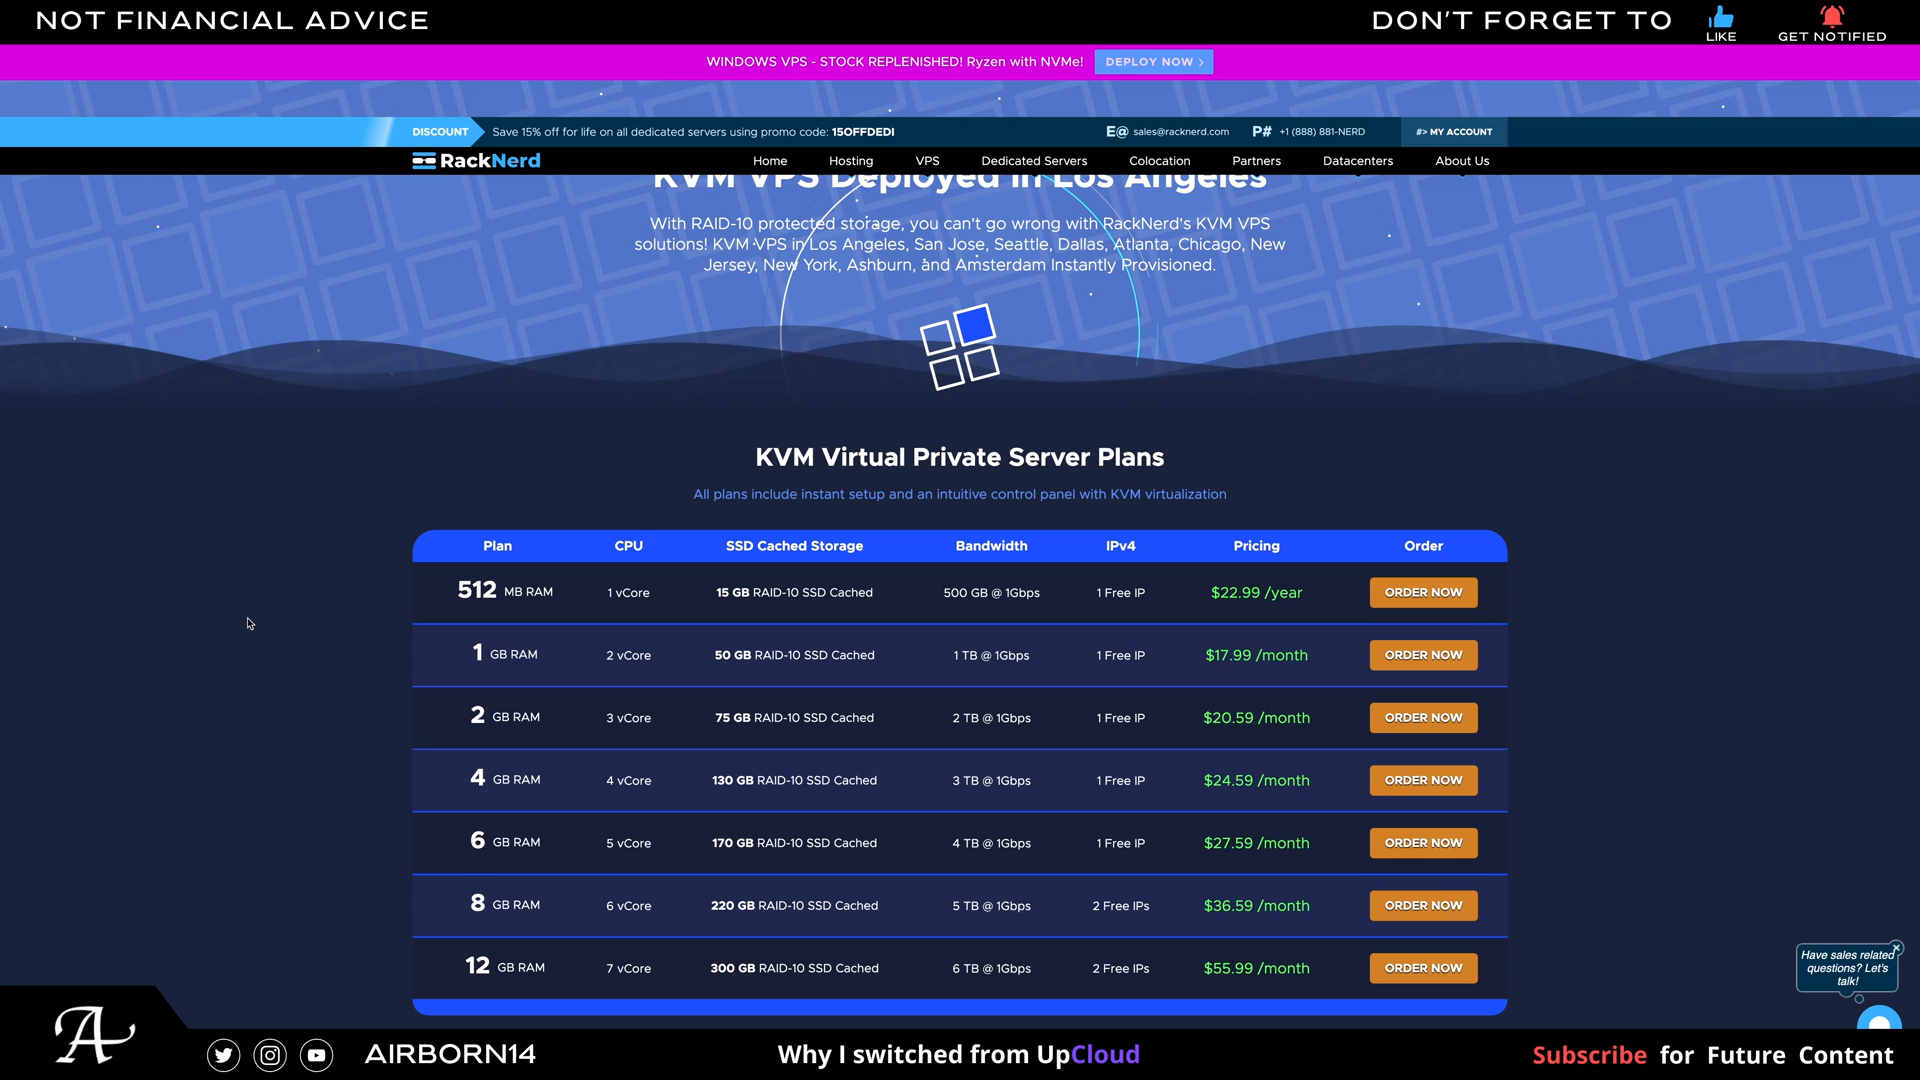 NOT FINANCIAL ADVICE
DON'T FORGET TO
LIKE
GET NOTIFIED
WINDOWS VPS - STOCK REPLENISHED! Ryzen with NVMe!
DEPLOY NOW ›
DISCOUNT
Save 15% off for life on all dedicated servers using promo code: 15OFFDEDI
E@ sales@racknerd.com
P# +1 (888) 881-NERD
#> MY ACCOUNT
RackNerd
Home
Hosting
VPS
Dedicated Servers
Colocation
Partners
Datacenters
About Us
KVM VPS Deployed in Los Angeles
With RAID-10 protected storage, you can't go wrong with RackNerd's KVM VPS
solutions! KVM VPS in Los Angeles, San Jose, Seattle, Dallas, Atlanta, Chicago, New
Jersey, New York, Ashburn, and Amsterdam Instantly Provisioned.
KVM Virtual Private Server Plans
All plans include instant setup and an intuitive control panel with KVM virtualization
Plan CPU SSD Cached Storage Bandwidth IPv4 Pricing Order
512 MB RAM 1 vCore 15 GB RAID-10 SSD Cached 500 GB @ 1Gbps 1 Free IP $22.99 /year ORDER NOW
1 GB RAM 2 vCore 50 GB RAID-10 SSD Cached 1 TB @ 1Gbps 1 Free IP $17.99 /month ORDER NOW
2 GB RAM 3 vCore 75 GB RAID-10 SSD Cached 2 TB @ 1Gbps 1 Free IP $20.59 /month ORDER NOW
4 GB RAM 4 vCore 130 GB RAID-10 SSD Cached 3 TB @ 1Gbps 1 Free IP $24.59 /month ORDER NOW
6 GB RAM 5 vCore 170 GB RAID-10 SSD Cached 4 TB @ 1Gbps 1 Free IP $27.59 /month ORDER NOW
8 GB RAM 6 vCore 220 GB RAID-10 SSD Cached 5 TB @ 1Gbps 2 Free IPs $36.59 /month ORDER NOW
12 GB RAM 7 vCore 300 GB RAID-10 SSD Cached 6 TB @ 1Gbps 2 Free IPs $55.99 /month ORDER NOW
Have sales related
questions? Let's
talk!
A
AIRBORN14
Why I switched from UpCloud
Subscribe for Future Content